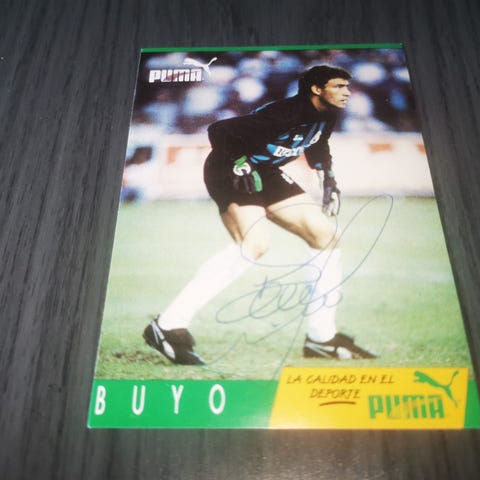 PUMA
BUYO
LA CALIDAD EN EL
DEPORTE
PUMA